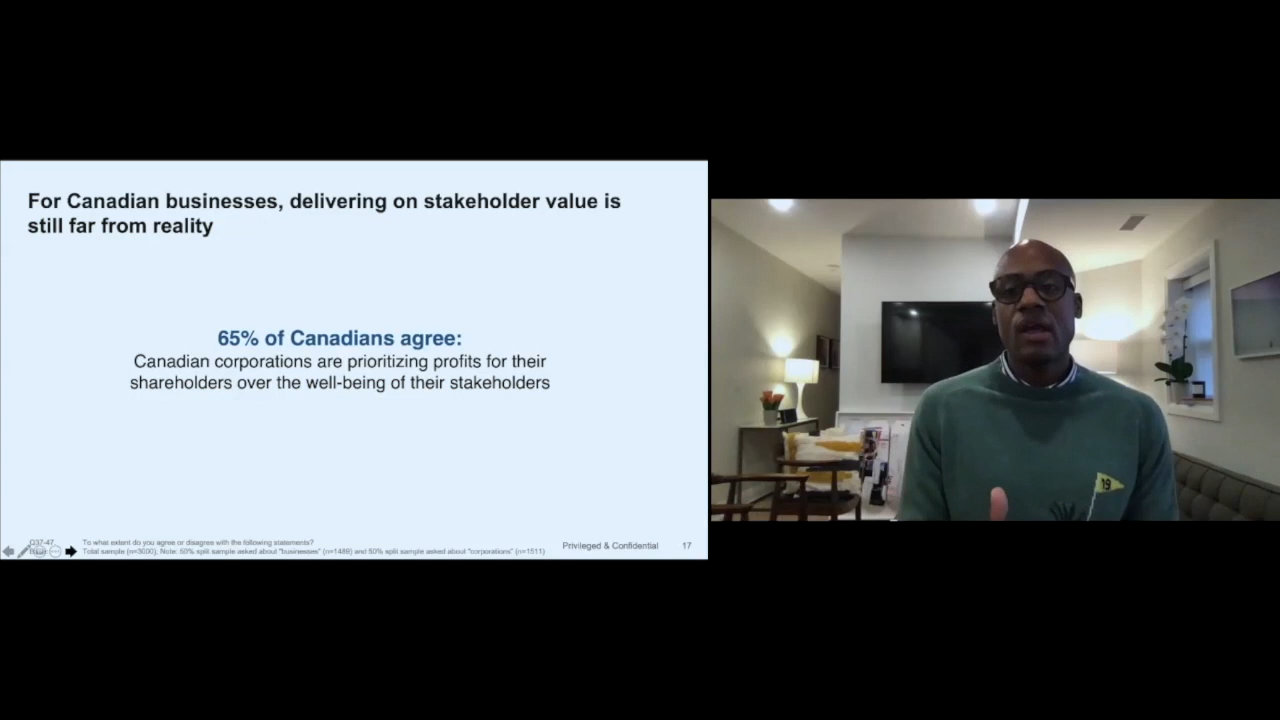 For Canadian businesses, delivering on stakeholder value is
still far from reality
65% of Canadians agree:
Canadian corporations are prioritizing profits for their
shareholders over the well-being of their stakeholders
Q37-47. To what extent do you agree or disagree with the following statements?
Total sample (n=3000); Note: 50% split sample asked about "businesses" (n=1489) and 50% split sample asked about "corporations" (n=1511)
Privileged & Confidential 17
19